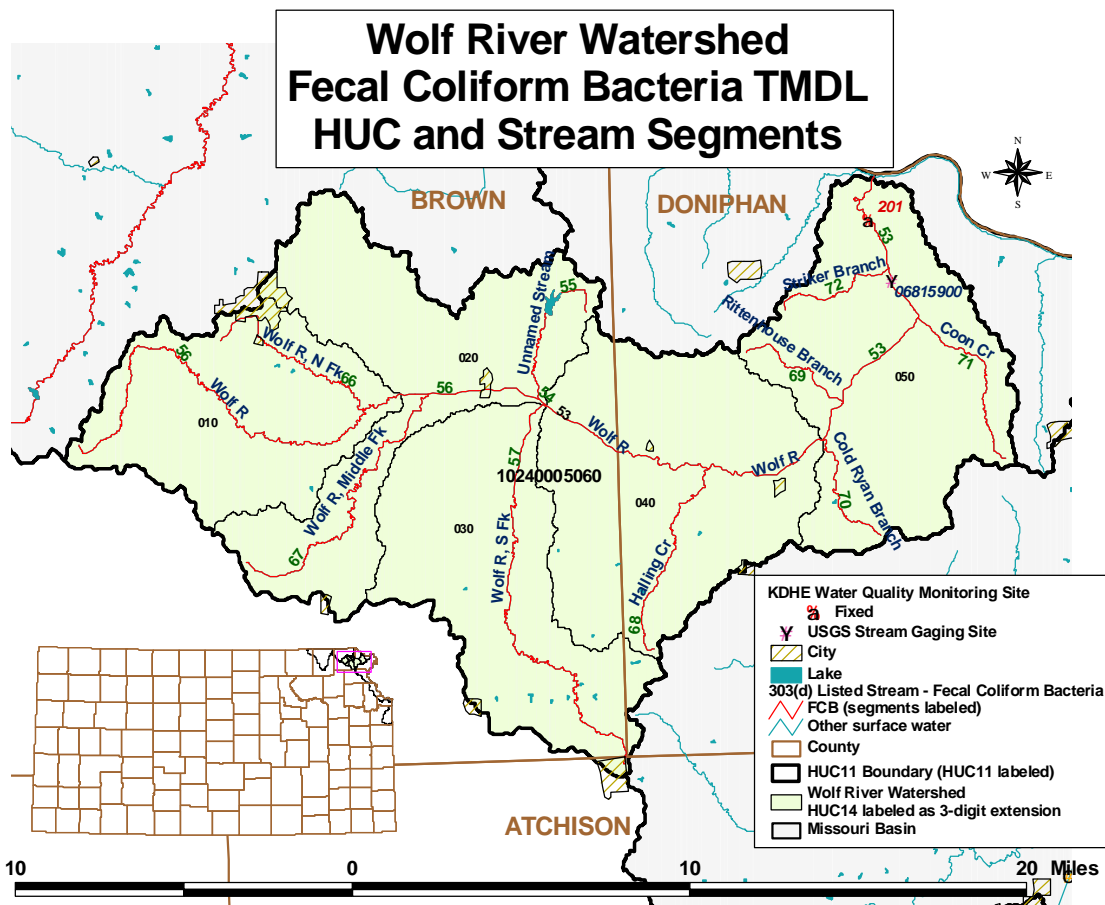 Wolf River Watershed
Fecal Coliform Bacteria TMDL
HUC and Stream Segments
N
W E
S
BROWN
DONIPHAN
201
a
53
Striker Branch
72
Y
06815900
Unnamed Stream
55
Rittenhouse Branch
69
53
Coon Cr
71
050
Wolf R, N Fk
66
56
Wolf R
010
020
56
54
53
Wolf R
Wolf R
57
10240005060
Wolf R, Middle Fk
67
030
Wolf R, S Fk
040
Halling Cr
68
Cold Ryan Branch
70
ATCHISON
KDHE Water Quality Monitoring Site
a Fixed
Y USGS Stream Gaging Site
City
Lake
303(d) Listed Stream - Fecal Coliform Bacteria
FCB (segments labeled)
Other surface water
County
HUC11 Boundary (HUC11 labeled)
Wolf River Watershed
HUC14 labeled as 3-digit extension
Missouri Basin
10 0 10 20 Miles